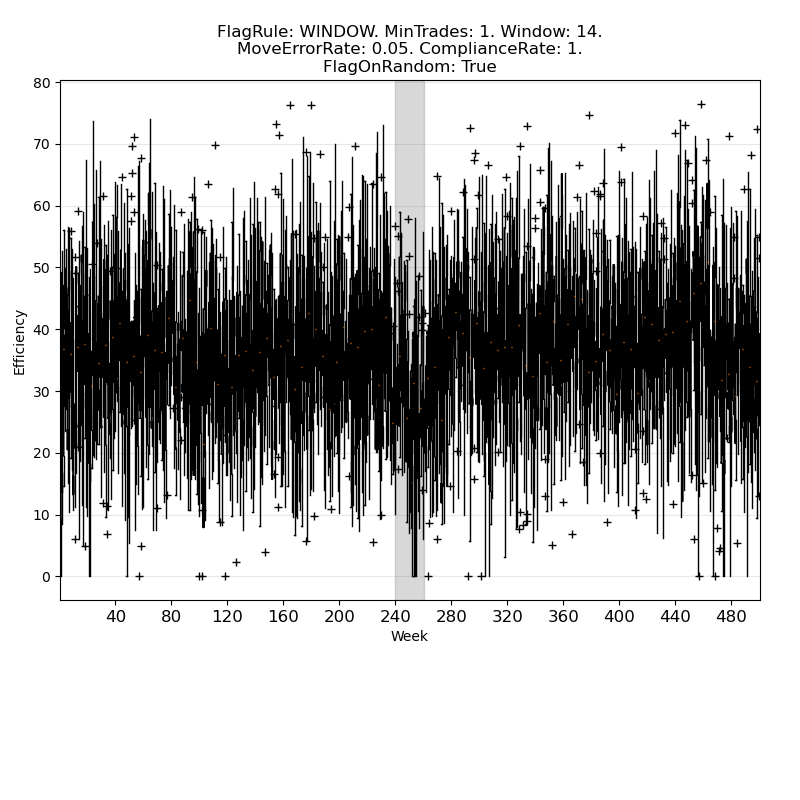 FlagRule: WINDOW. MinTrades: 1. Window: 14.
MoveErrorRate: 0.05. ComplianceRate: 1.
FlagOnRandom: True
80
70
60
50
40
30
20
10
0
Efficiency
40 80 120 160 200 240 280 320 360 400 440 480
Week